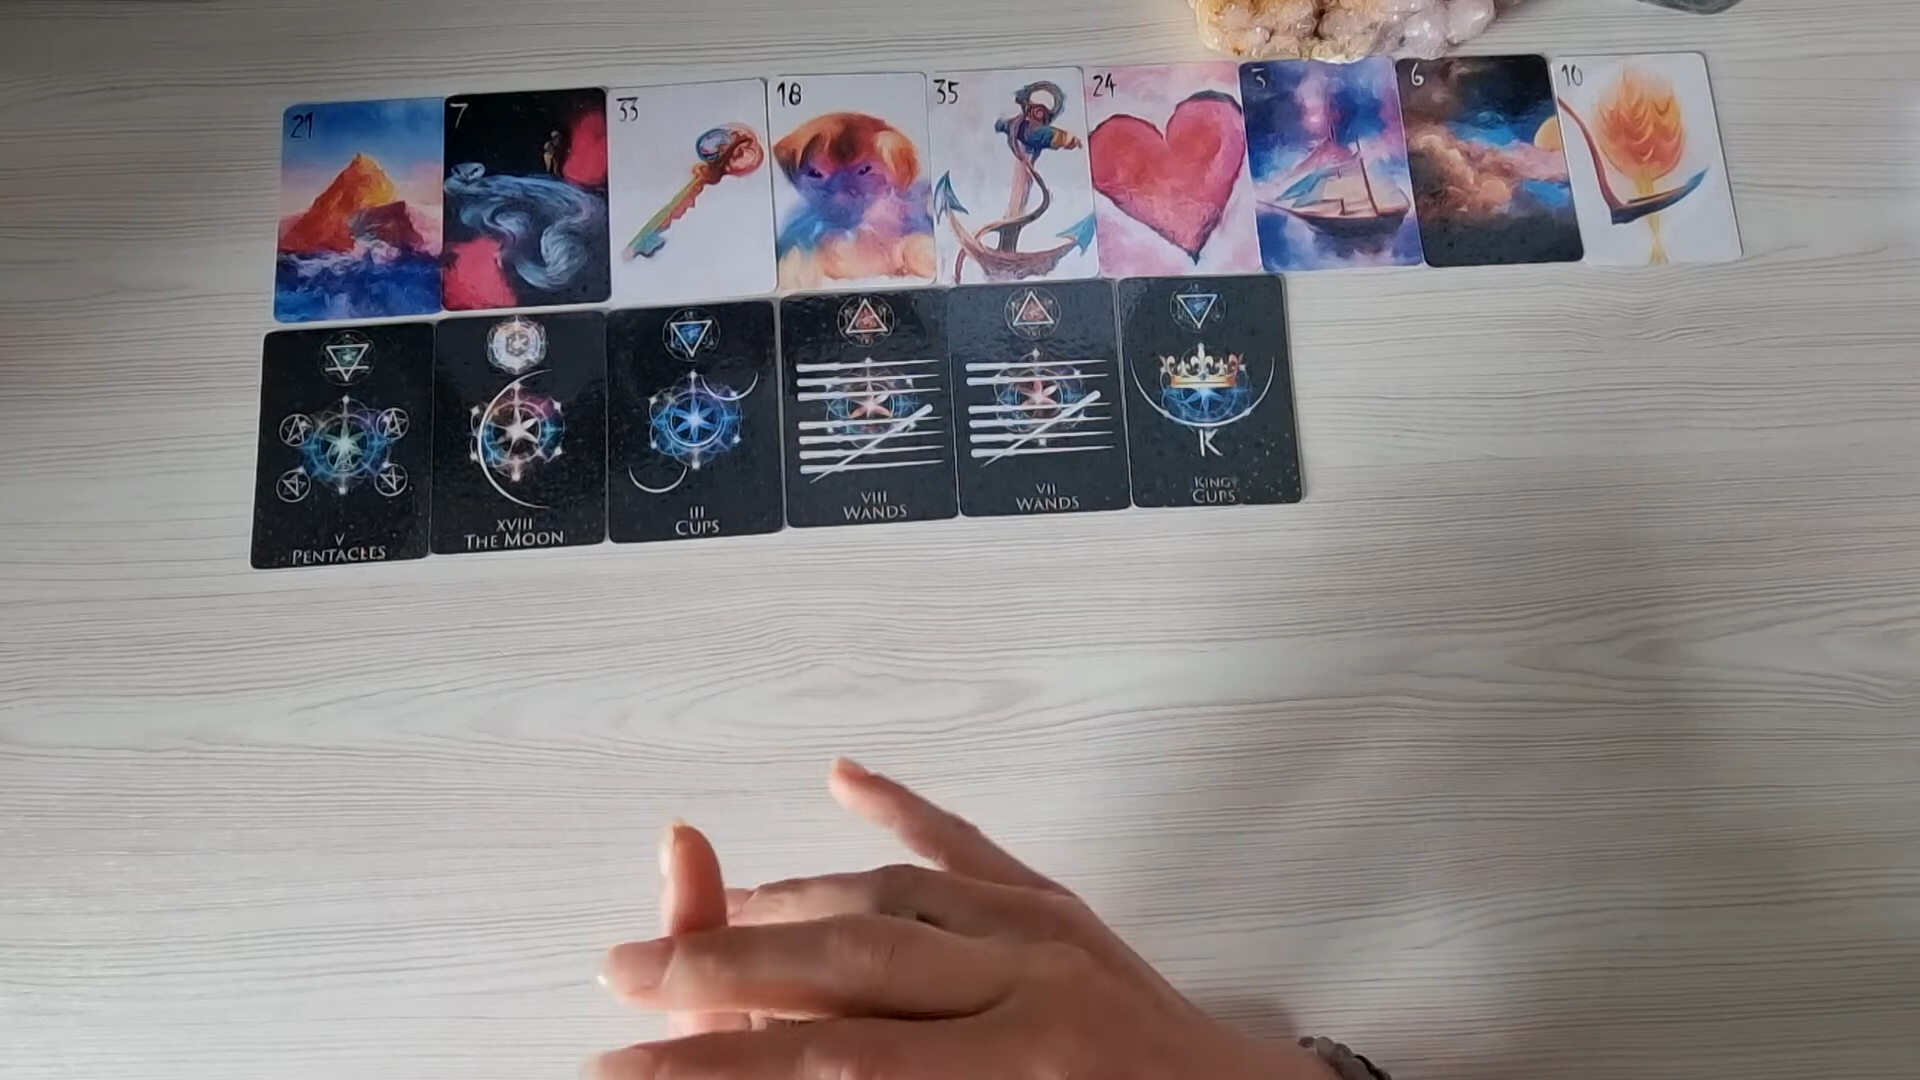 21
7
33
18
35
24
3
6
10
V
PENTACLES
XVIII
THE MOON
III
CUPS
VIII
WANDS
VII
WANDS
K
KING
CUPS